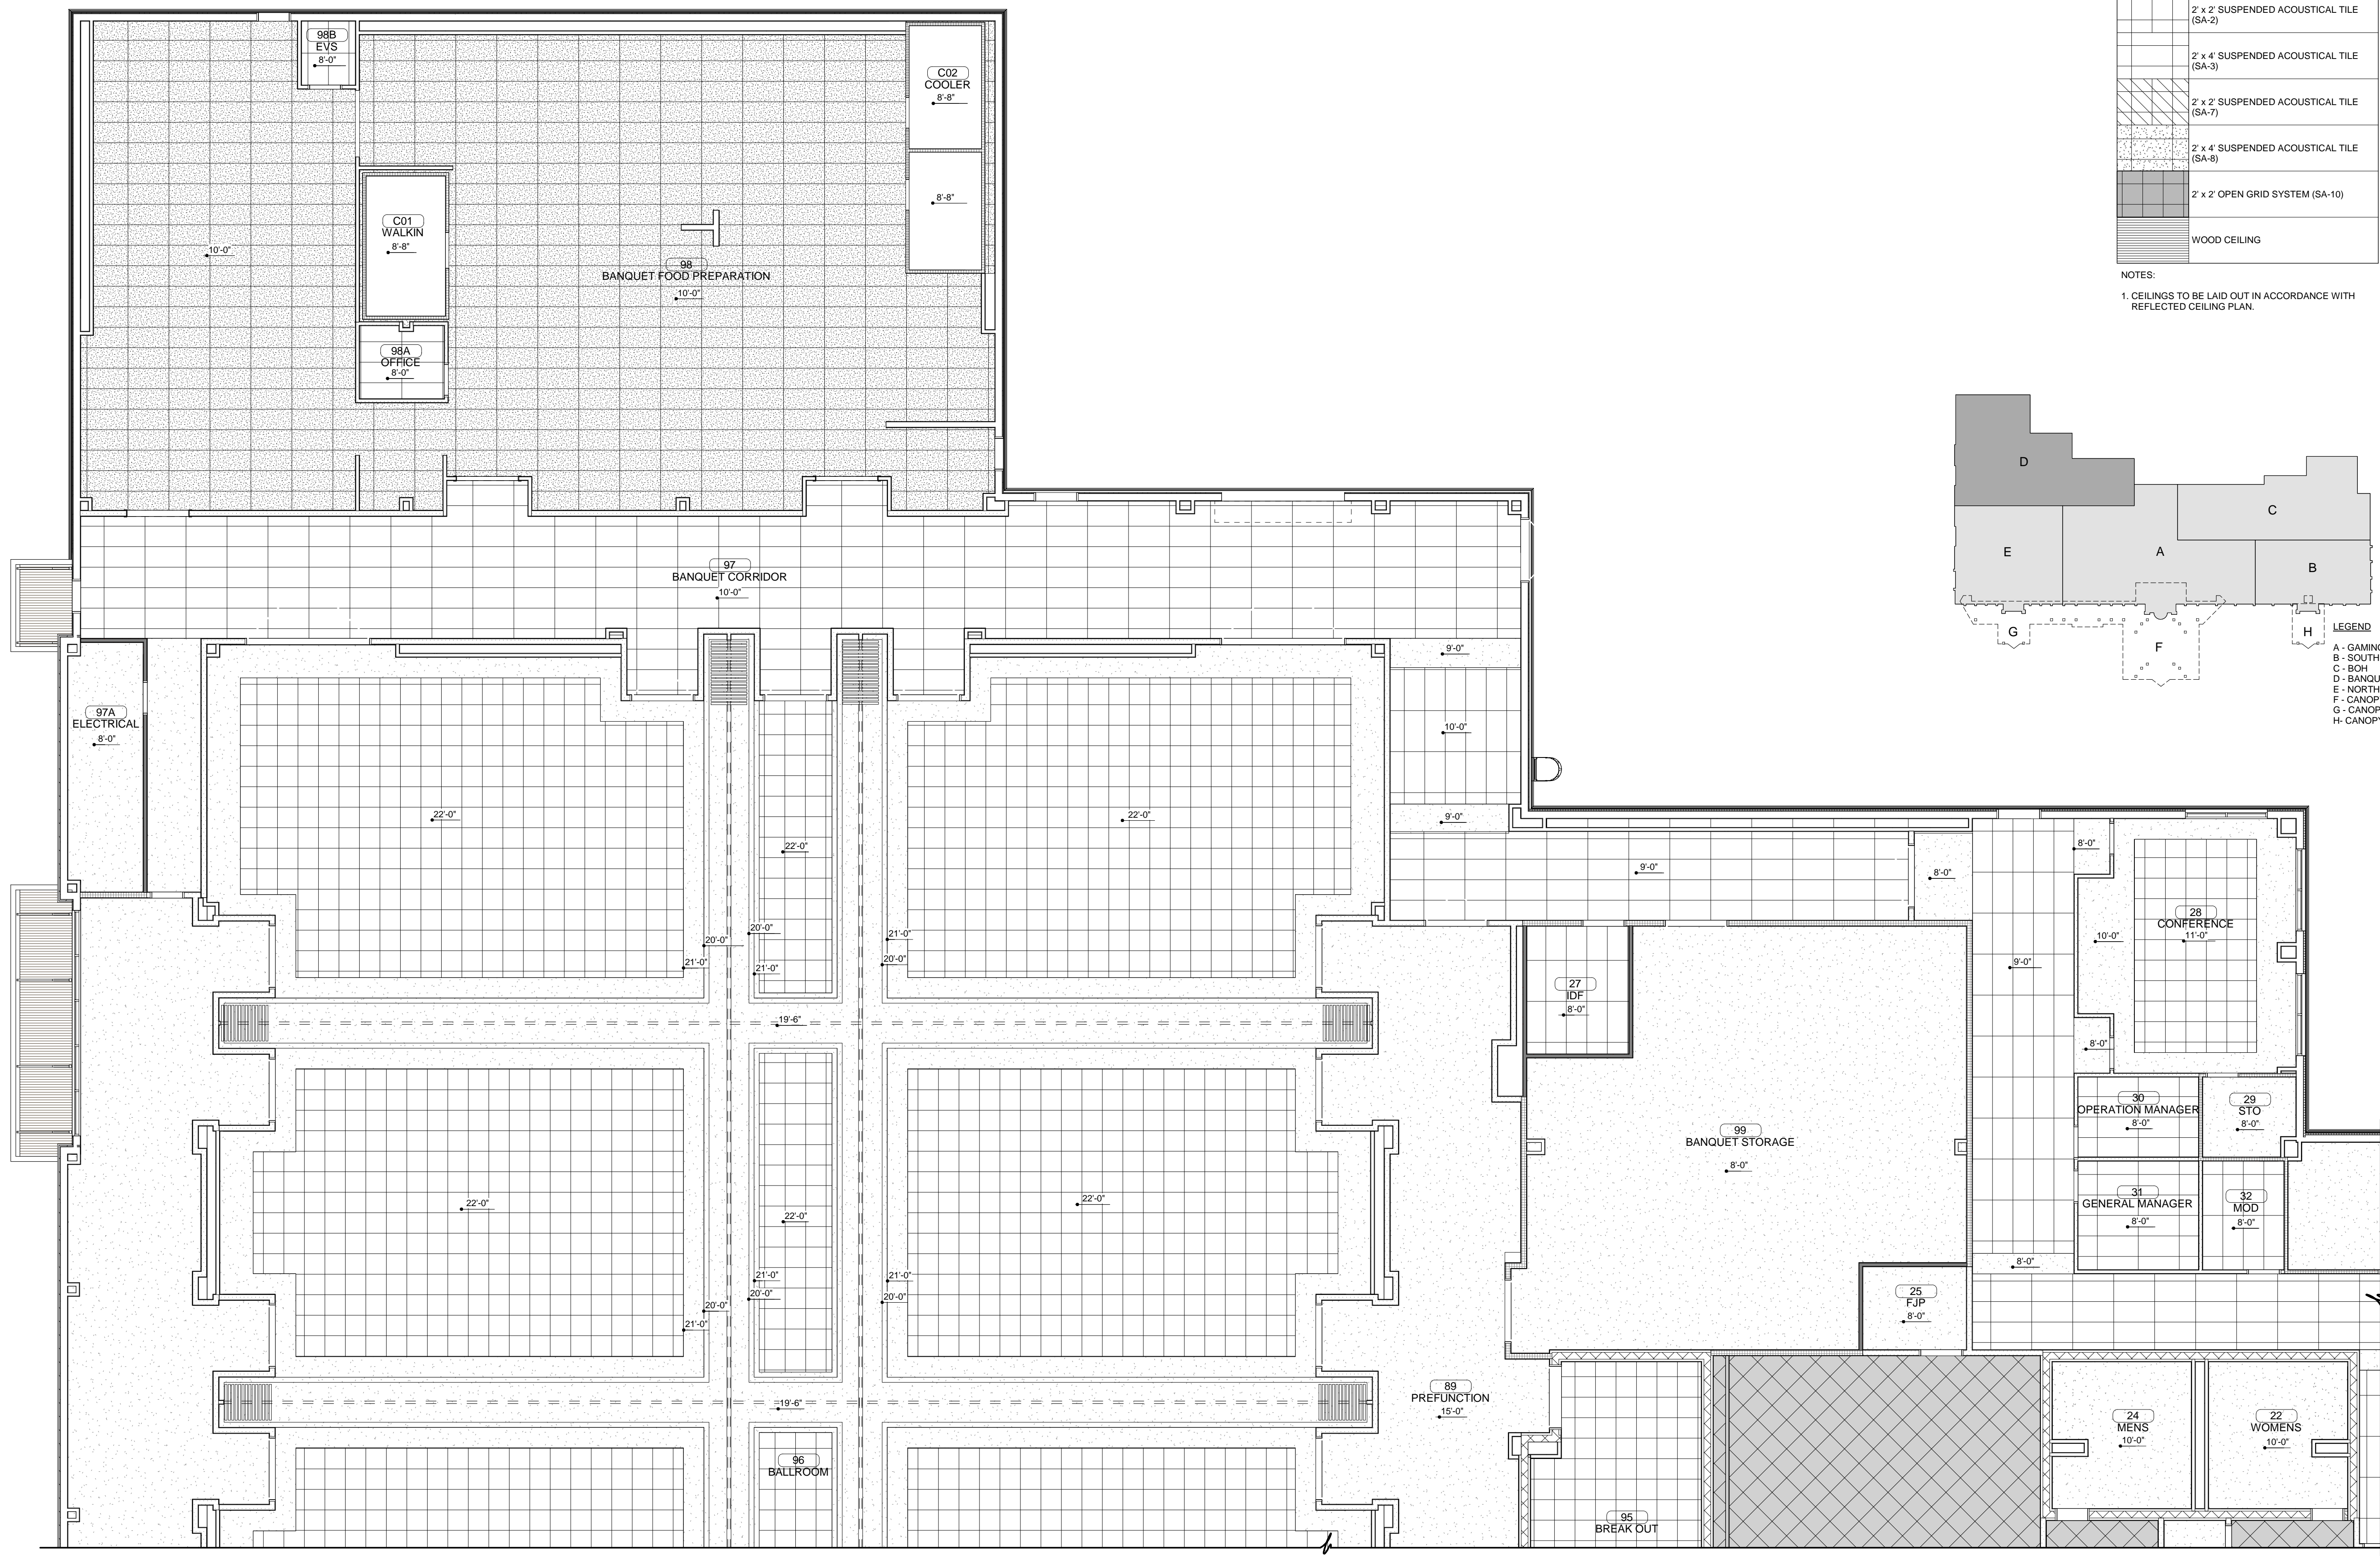 2' x 2' SUSPENDED ACOUSTICAL TILE
(SA-2)
2' x 4' SUSPENDED ACOUSTICAL TILE
(SA-3)
2' x 2' SUSPENDED ACOUSTICAL TILE
(SA-7)
2' x 4' SUSPENDED ACOUSTICAL TILE
(SA-8)
2' x 2' OPEN GRID SYSTEM (SA-10)
WOOD CEILING
NOTES:
1. CEILINGS TO BE LAID OUT IN ACCORDANCE WITH
REFLECTED CEILING PLAN.
D
C
E
A
B
G
F
H
LEGEND
A - GAMING
B - SOUTH
C - BOH
D - BANQU
E - NORTH
F - CANOP
G - CANOP
H- CANOPY
98B
EVS
8'-0"
C02
COOLER
8'-8"
8'-8"
C01
WALKIN
8'-8"
10'-0"
98
BANQUET FOOD PREPARATION
10'-0"
98A
OFFICE
8'-0"
97
BANQUET CORRIDOR
10'-0"
97A
ELECTRICAL
8'-0"
9'-0"
10'-0"
9'-0"
22'-0"
22'-0"
22'-0"
9'-0"
8'-0"
8'-0"
28
CONFERENCE
11'-0"
10'-0"
9'-0"
8'-0"
20'-0"
20'-0"
21'-0"
21'-0"
21'-0"
20'-0"
27
IDF
8'-0"
19'-6"
30
OPERATION MANAGER
8'-0"
29
STO
8'-0"
99
BANQUET STORAGE
8'-0"
31
GENERAL MANAGER
8'-0"
32
MOD
8'-0"
22'-0"
22'-0"
22'-0"
8'-0"
21'-0"
21'-0"
20'-0"
20'-0"
20'-0"
21'-0"
25
FJP
8'-0"
89
PREFUNCTION
15'-0"
19'-6"
24
MENS
10'-0"
22
WOMENS
10'-0"
96
BALLROOM
95
BREAK OUT